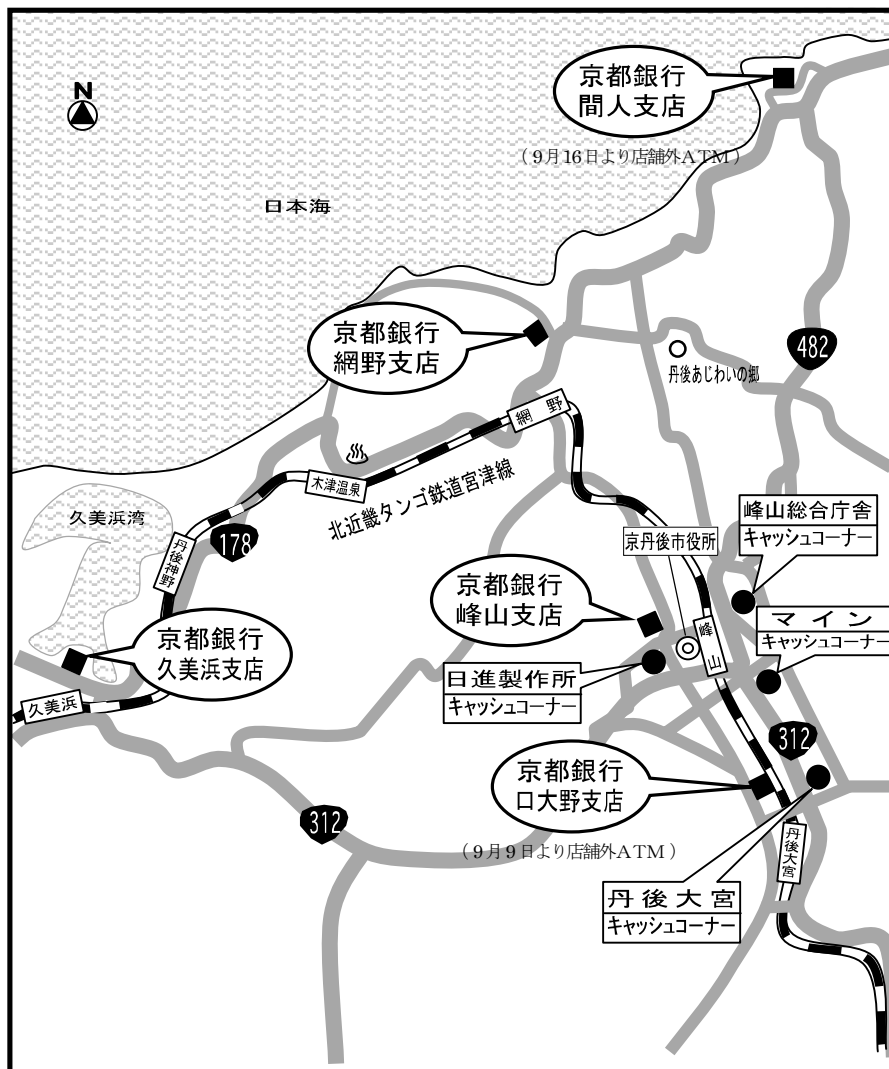 N
京都銀行
間人支店
(9月16日より店舗外ATM)
日本海
京都銀行
網野支店
482
丹後あじわいの郷
網野
木津温泉
北近畿タンゴ鉄道宮津線
久美浜湾
178
丹後神野
峰山総合庁舎
キャッシュコーナー
京丹後市役所
京都銀行
峰山支店
マイン
キャッシュコーナー
峰山
京都銀行
久美浜支店
日進製作所
キャッシュコーナー
久美浜
312
京都銀行
口大野支店
312
(9月9日より店舗外ATM)
丹後大宮
丹後大宮
キャッシュコーナー